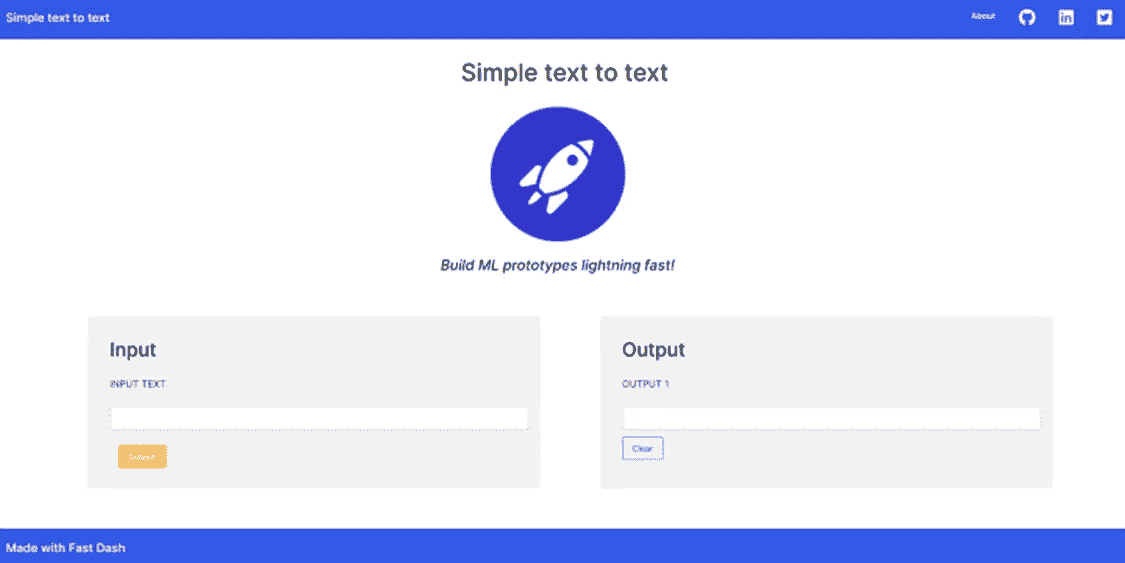 Simple text to text
About
Simple text to text
Build ML prototypes lightning fast!
Input
INPUT TEXT
Submit
Output
OUTPUT 1
Clear
Made with Fast Dash